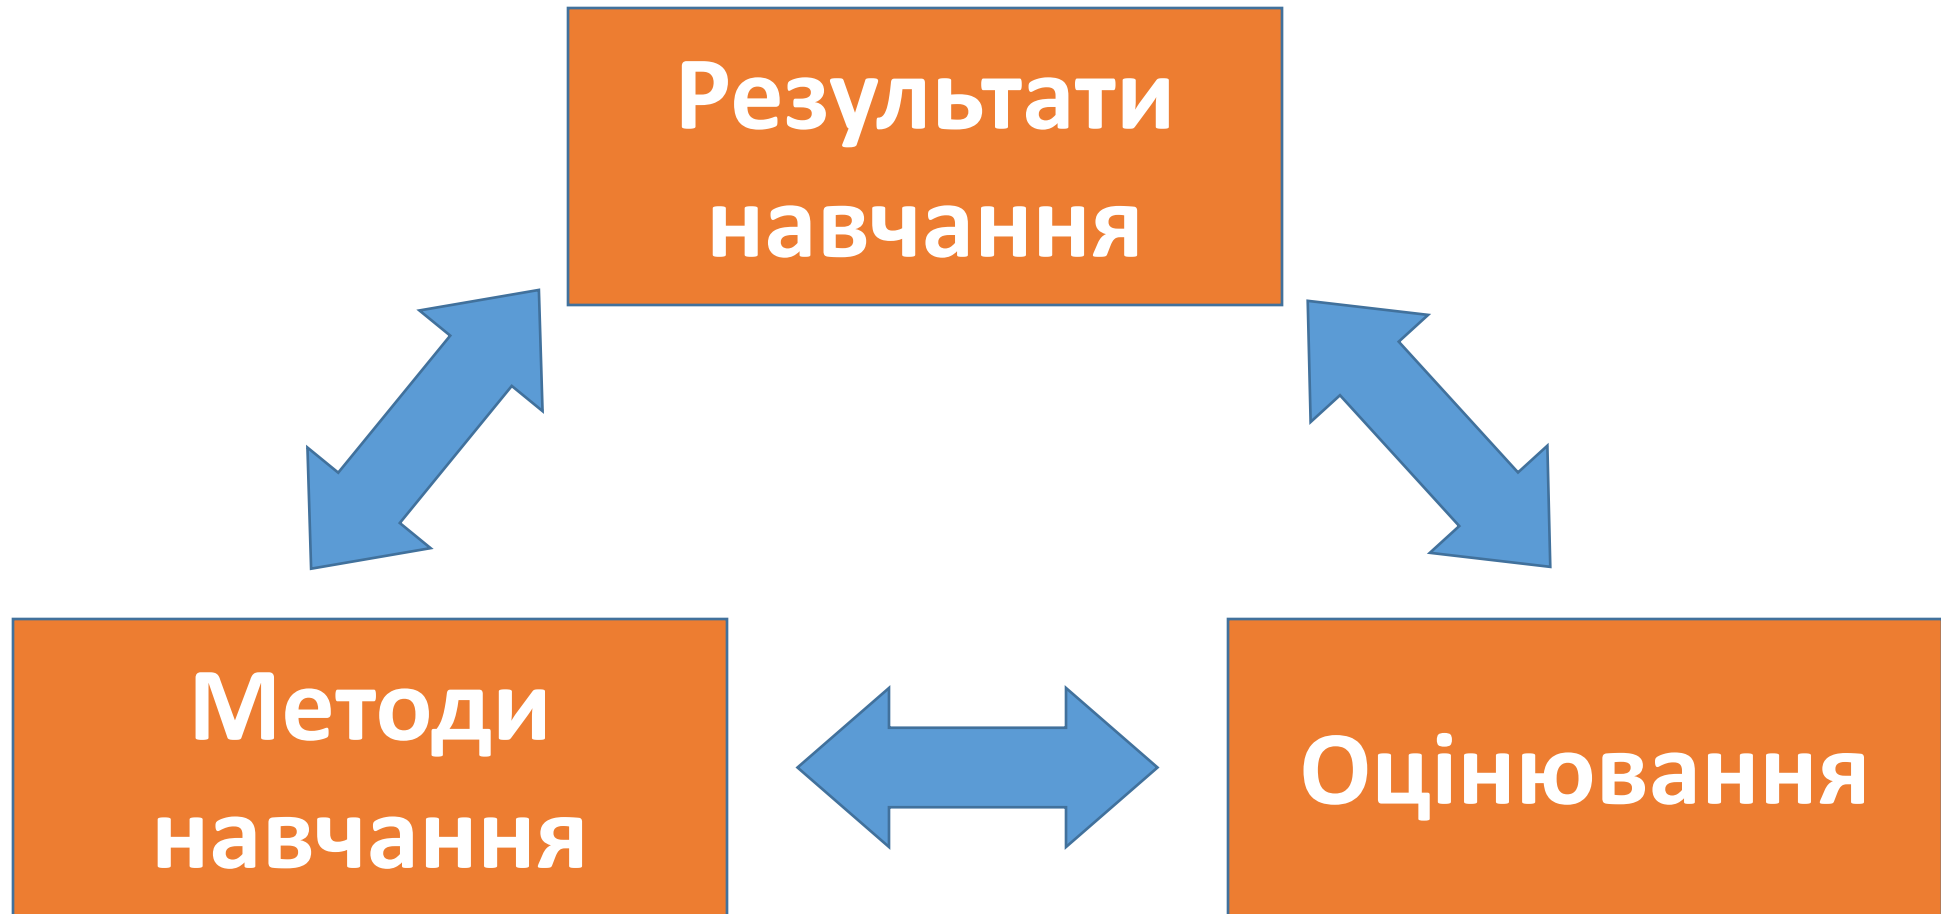 Результати
навчання
Методи
навчання
Оцінювання